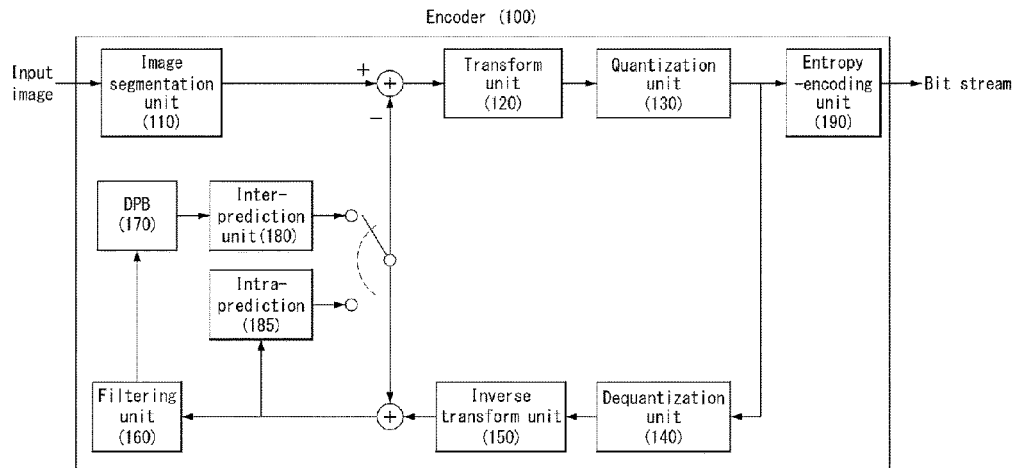 Encoder (100)
Input
image
Image
segmentation
unit
(110)
+
+
−
Transform
unit
(120)
Quantization
unit
(130)
Entropy
-encoding
unit
(190)
Bit stream
DPB
(170)
Inter-
prediction
unit(180)
Intra-
prediction
(185)
Filtering
unit
(160)
+
Inverse
transform unit
(150)
Dequantization
unit
(140)